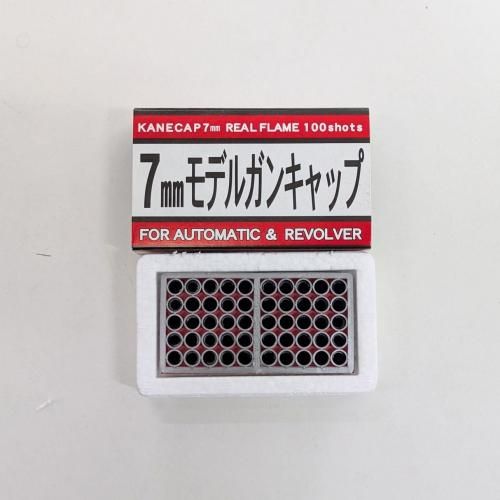 KANECAP 7mm REAL FLAME 100shots
7mmモデルガンキャップ
FOR AUTOMATIC & REVOLVER